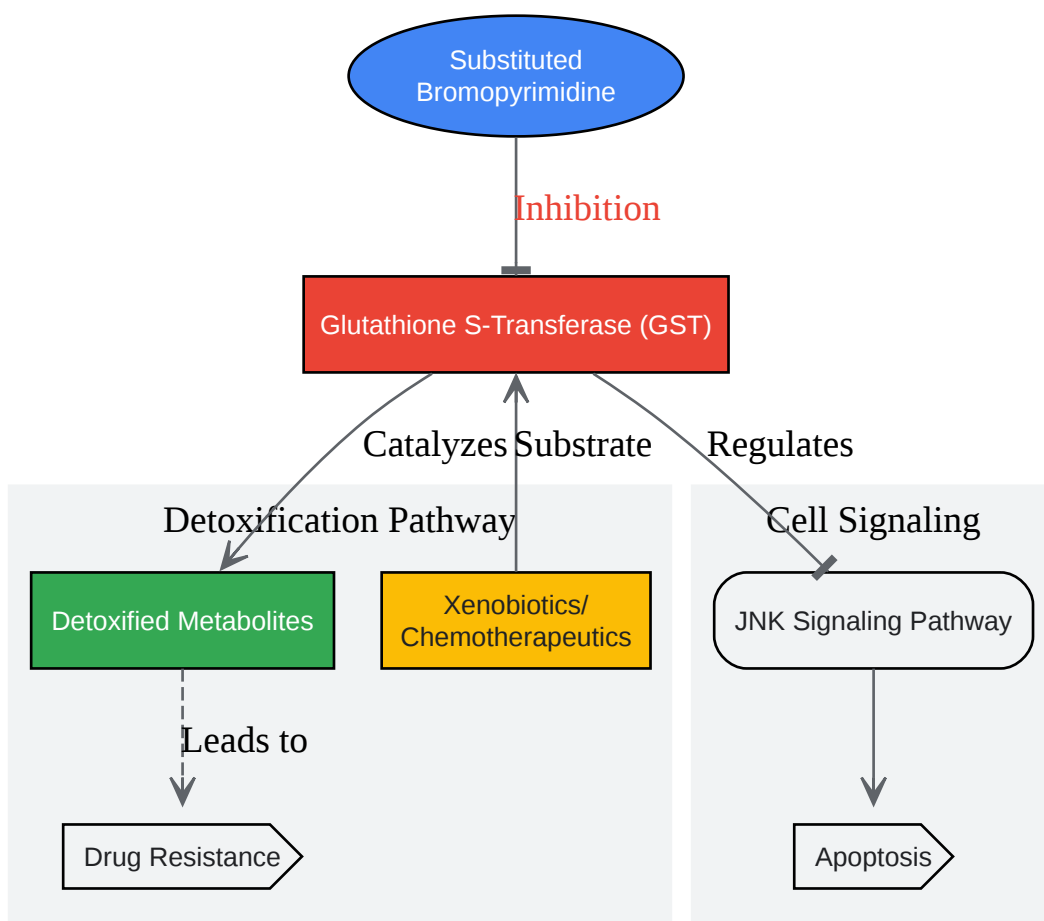 Substituted
Bromopyrimidine
Inhibition
Glutathione S-Transferase (GST)
Catalyzes
Substrate
Regulates
Detoxification Pathway
Cell Signaling
Detoxified Metabolites
Xenobiotics/
Chemotherapeutics
JNK Signaling Pathway
Leads to
Drug Resistance
Apoptosis